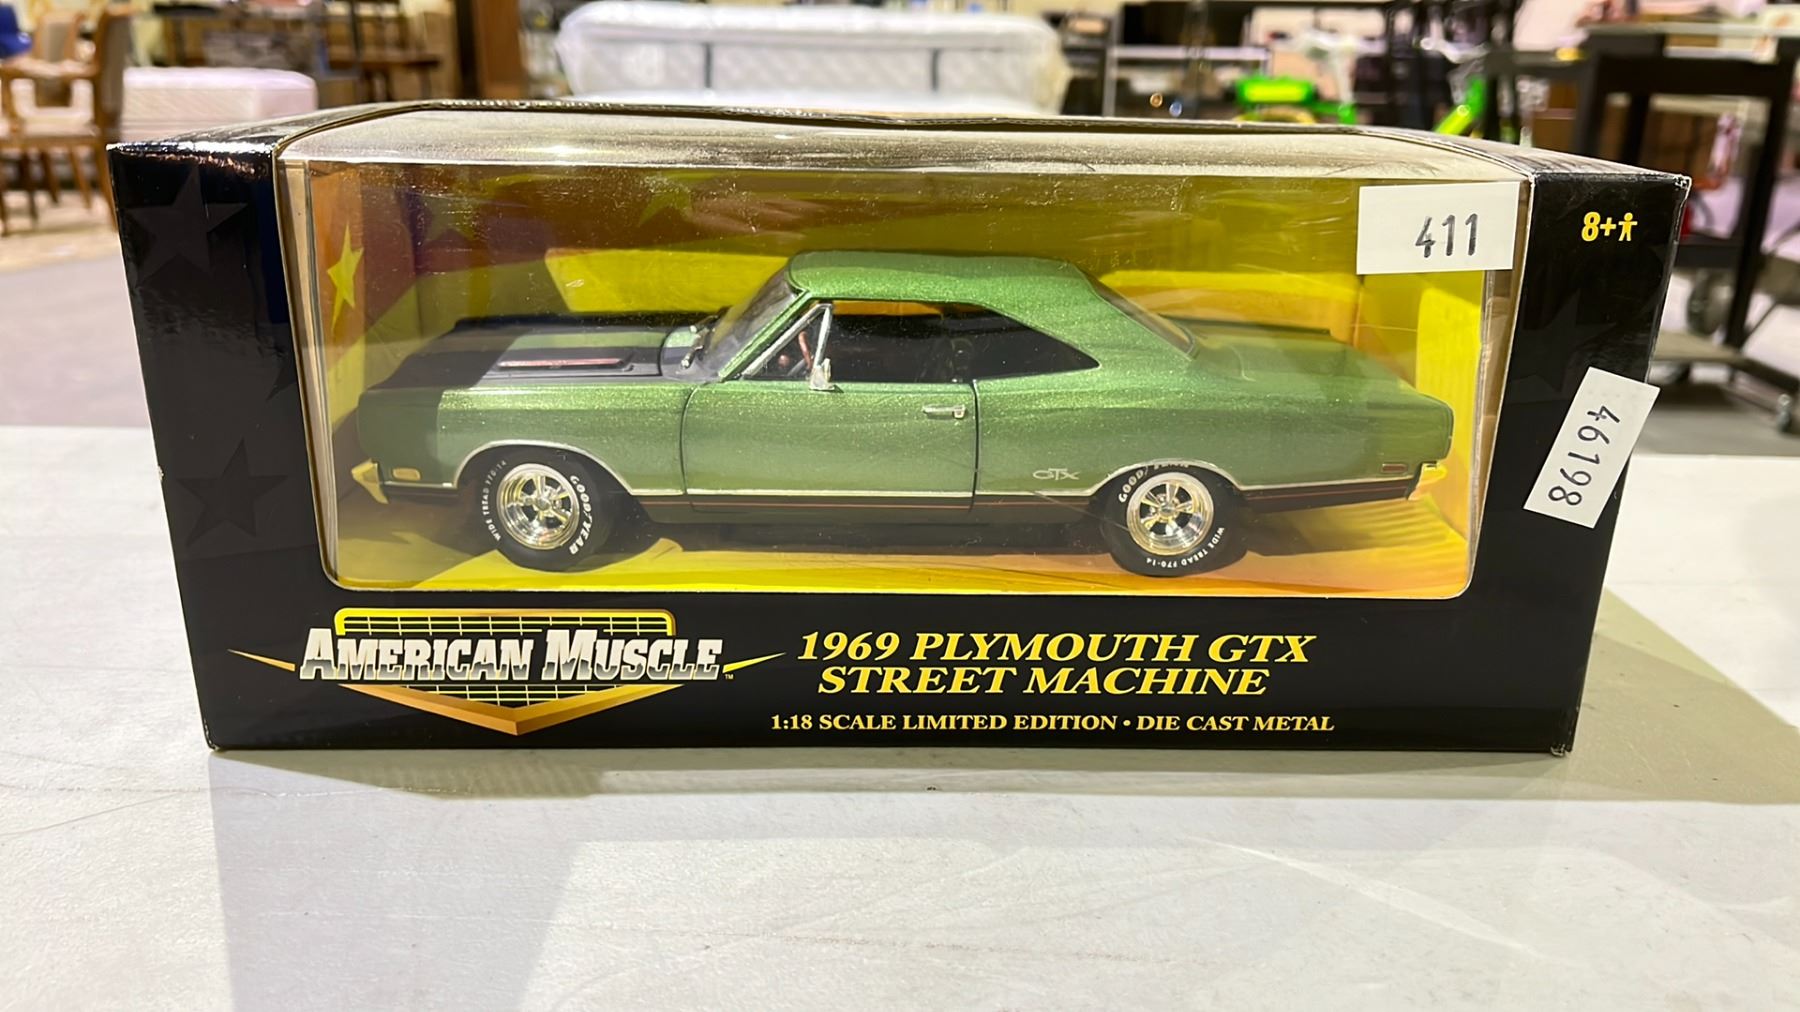 411
8+
46198
GTX
WIDE TREAD F70-14
GOODYEAR
GOODYEAR
WIDE TREAD F70-14
AMERICAN MUSCLE™
1969 PLYMOUTH GTX
STREET MACHINE
1:18 SCALE LIMITED EDITION • DIE CAST METAL